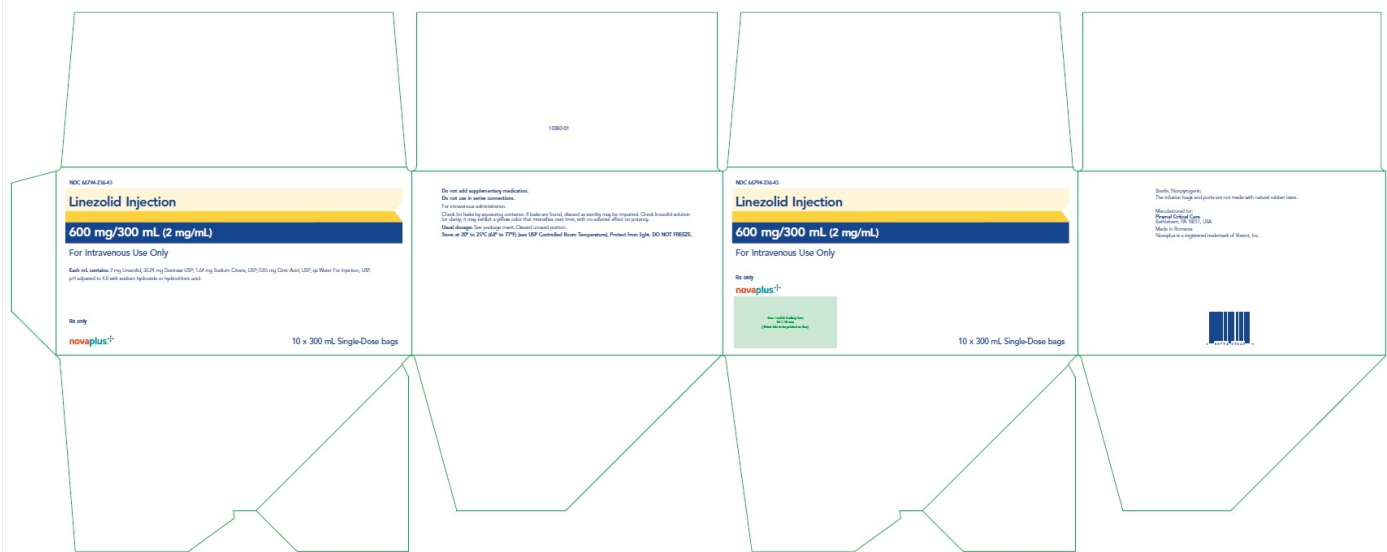 13380-01
NDC 66794-236-43
Linezolid Injection
600 mg/300 mL (2 mg/mL)
For Intravenous Use Only
Each mL contains: 2 mg Linezolid; 50.24 mg Dextrose USP; 1.64 mg Sodium Citrate, USP; 0.85 mg Citric Acid, USP; qs Water For Injection, USP.
pH adjusted to 4.8 with sodium hydroxide or hydrochloric acid.
Rx only
novaplus
10 x 300 mL Single-Dose bags
Do not add supplementary medication.
Do not use in series connections.
For intravenous administration.
Check for leaks by squeezing container. If leaks are found, discard as sterility may be impaired. Check linezolid solution
for clarity; it may exhibit a yellow color that intensifies over time, with no adverse effect on potency.
Usual dosage: See package insert. Discard unused portion.
Store at 20º to 25ºC (68º to 77ºF) [see USP Controlled Room Temperature]. Protect from light. DO NOT FREEZE.
NDC 66794-236-43
Linezolid Injection
600 mg/300 mL (2 mg/mL)
For Intravenous Use Only
Rx only
novaplus
10 x 300 mL Single-Dose bags
Sterile, Nonpyrogenic.
The infusion bags and ports are not made with natural rubber latex.
Manufactured for:
Piramal Critical Care
Bethlehem, PA 18017, USA
Made in Romania
Novaplus is a registered trademark of Vizient, Inc.